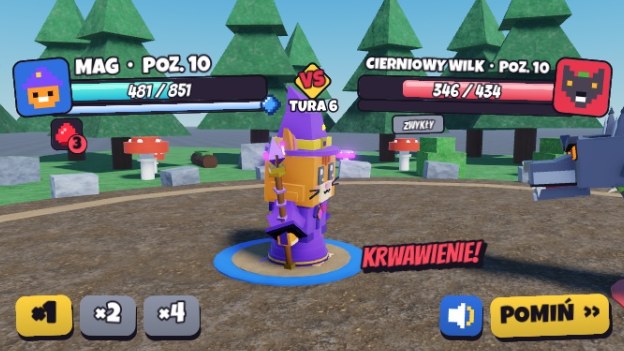 MAG • POZ. 10
481 / 851
VS
TURA 6
CIERNIOWY WILK • POZ. 10
346 / 434
ZWYKŁY
3
KRWAWIENIE!
×1
×2
×4
POMIŃ >>